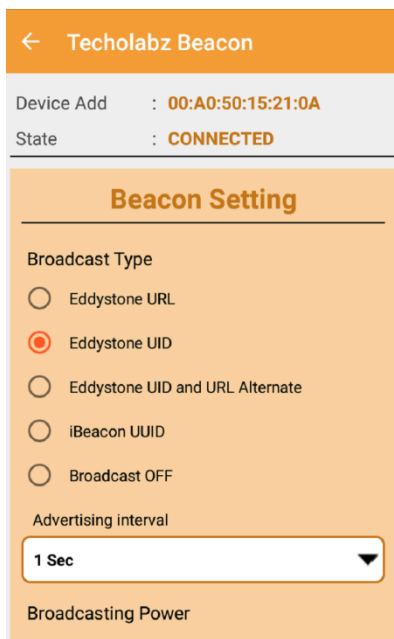 Techolabz Beacon
Device Add : 00:A0:50:15:21:0A
State : CONNECTED
Beacon Setting
Broadcast Type
Eddystone URL
Eddystone UID
Eddystone UID and URL Alternate
iBeacon UUID
Broadcast OFF
Advertising interval
1 Sec
Broadcasting Power